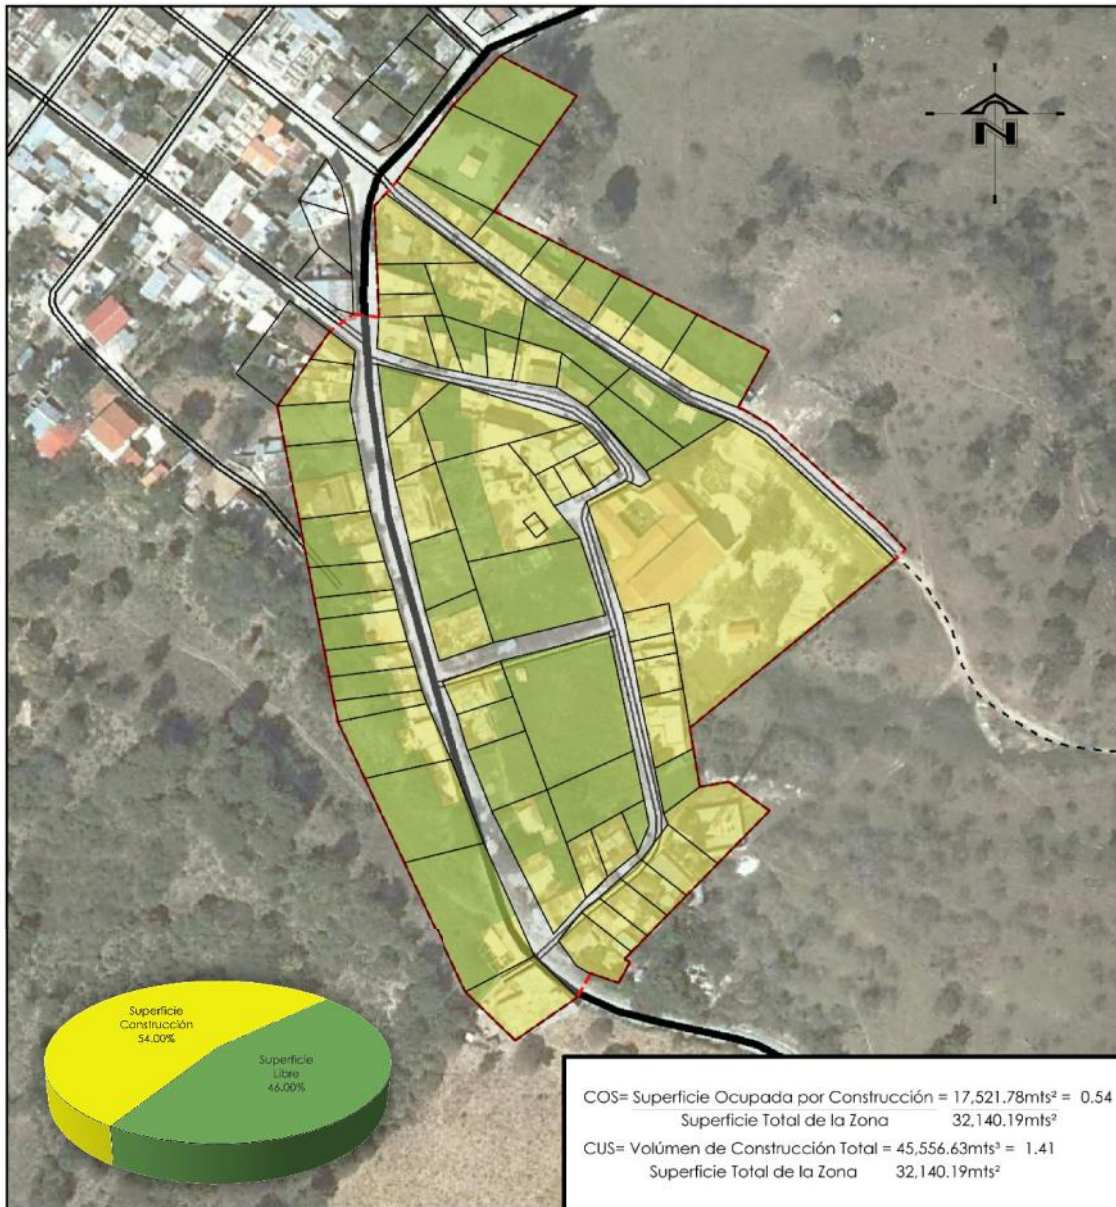 N
Superficie
Construcción
54.00%
Superficie
Libre
46.00%
COS= Superficie Ocupada por Construcción = 17,521.78mts² = 0.54
Superficie Total de la Zona 32,140.19mts²
CUS= Volúmen de Construcción Total = 45,556.63mts³ = 1.41
Superficie Total de la Zona 32,140.19mts²